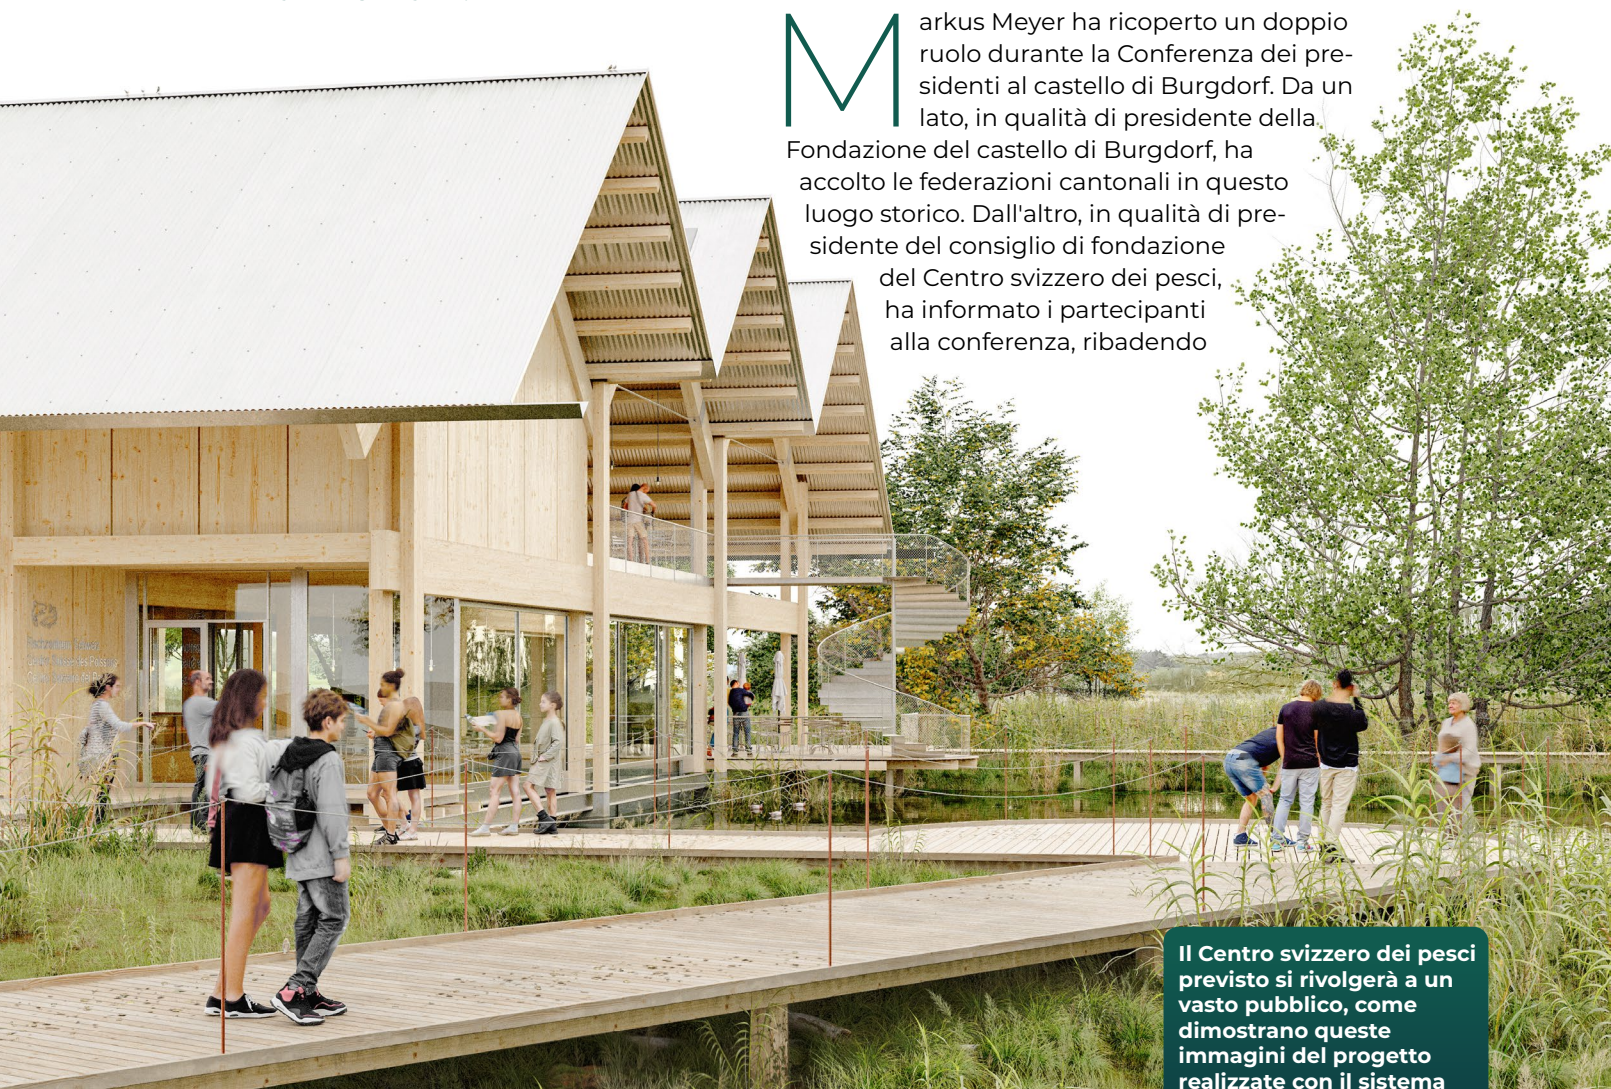 Markus Meyer ha ricoperto un doppio
ruolo durante la Conferenza dei pre-
sidenti al castello di Burgdorf. Da un
lato, in qualità di presidente della
Fondazione del castello di Burgdorf, ha
accolto le federazioni cantonali in questo
luogo storico. Dall'altro, in qualità di pre-
sidente del consiglio di fondazione
del Centro svizzero dei pesci,
ha informato i partecipanti
alla conferenza, ribadendo
Il Centro svizzero dei pesci
previsto si rivolgerà a un
vasto pubblico, come
dimostrano queste
immagini del progetto
realizzate con il sistema